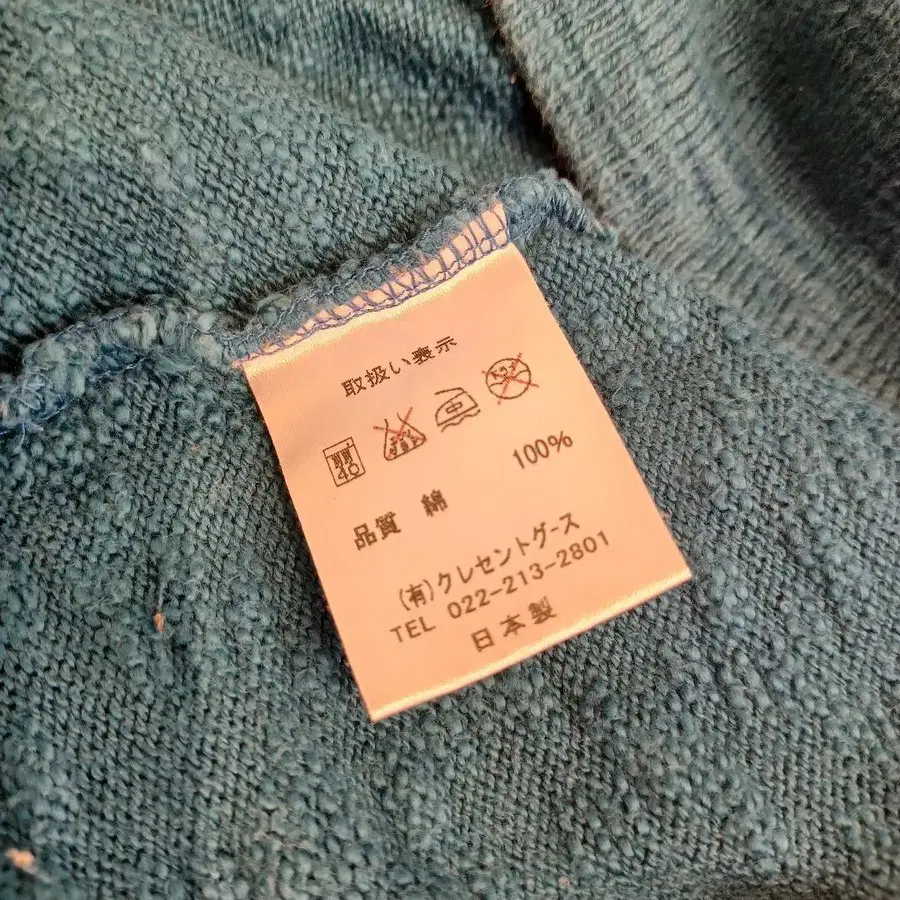 取扱い表示
40 中
品質 綿 100%
(有)クレセントグース
TEL 022-213-2801
日本製